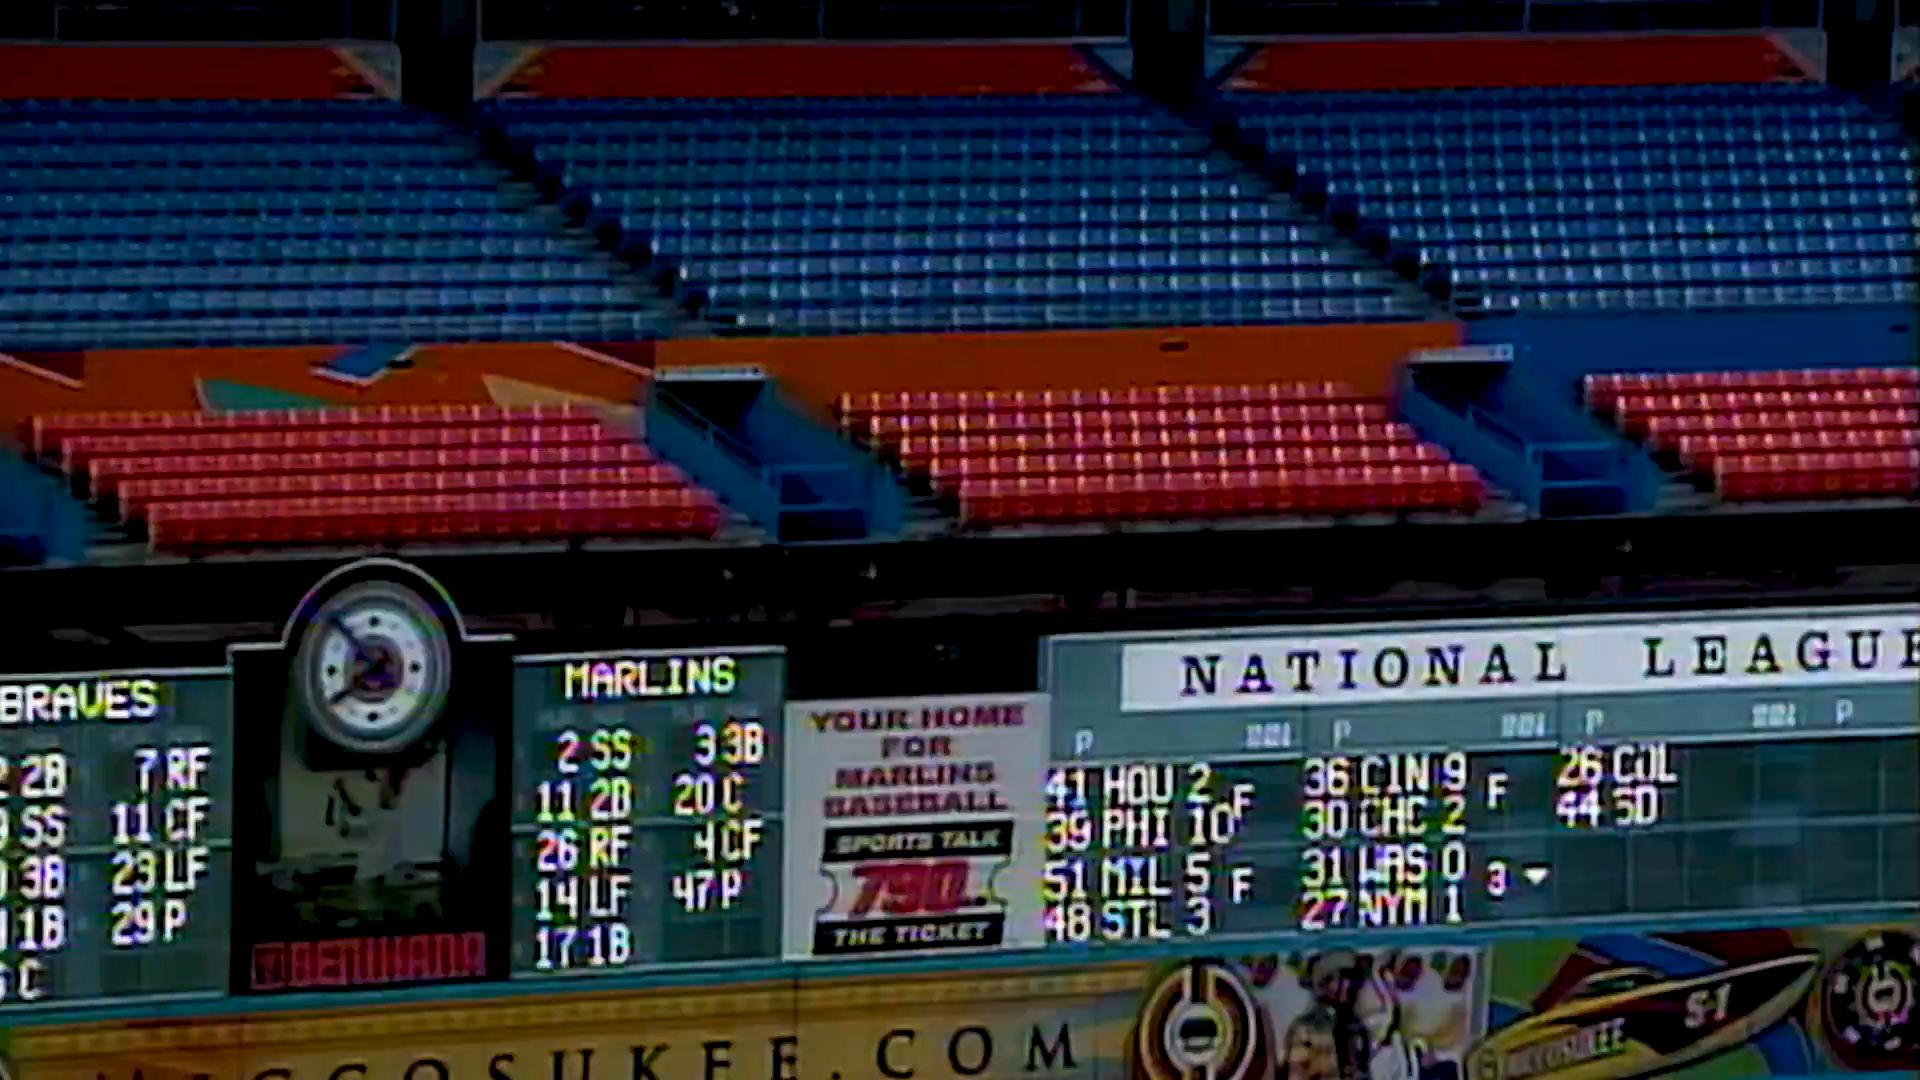 BRAVES
2B 7 RF
SS 11 CF
3B 23 LF
1B 29 P
C
MARLINS
2 SS 3 3B
11 2B 20 C
26 RF 4 CF
14 LF 47 P
17 1B
YOUR HOME
FOR
MARLINS
BASEBALL
SPORTS TALK
790
THE TICKET
NATIONAL LEAGUE
P P P P
41 HOU 2 F 36 CIN 9 F 26 COL
39 PHI 10 30 CHC 2 44 SD
51 MIL 5 F 31 WAS 0 3
48 STL 3 27 NYM 1
MICCOSUKEE.COM
MICCOSUKEE